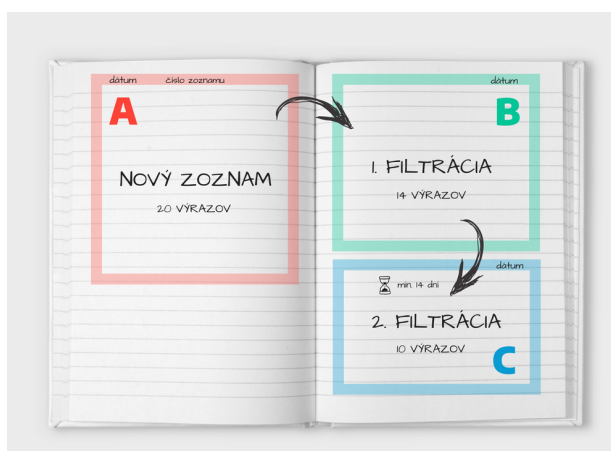 dátum číslo zoznamu
A
NOVÝ ZOZNAM
20 VÝRAZOV
dátum
B
1. FILTRÁCIA
14 VÝRAZOV
dátum
min. 14 dní
2. FILTRÁCIA
10 VÝRAZOV
C